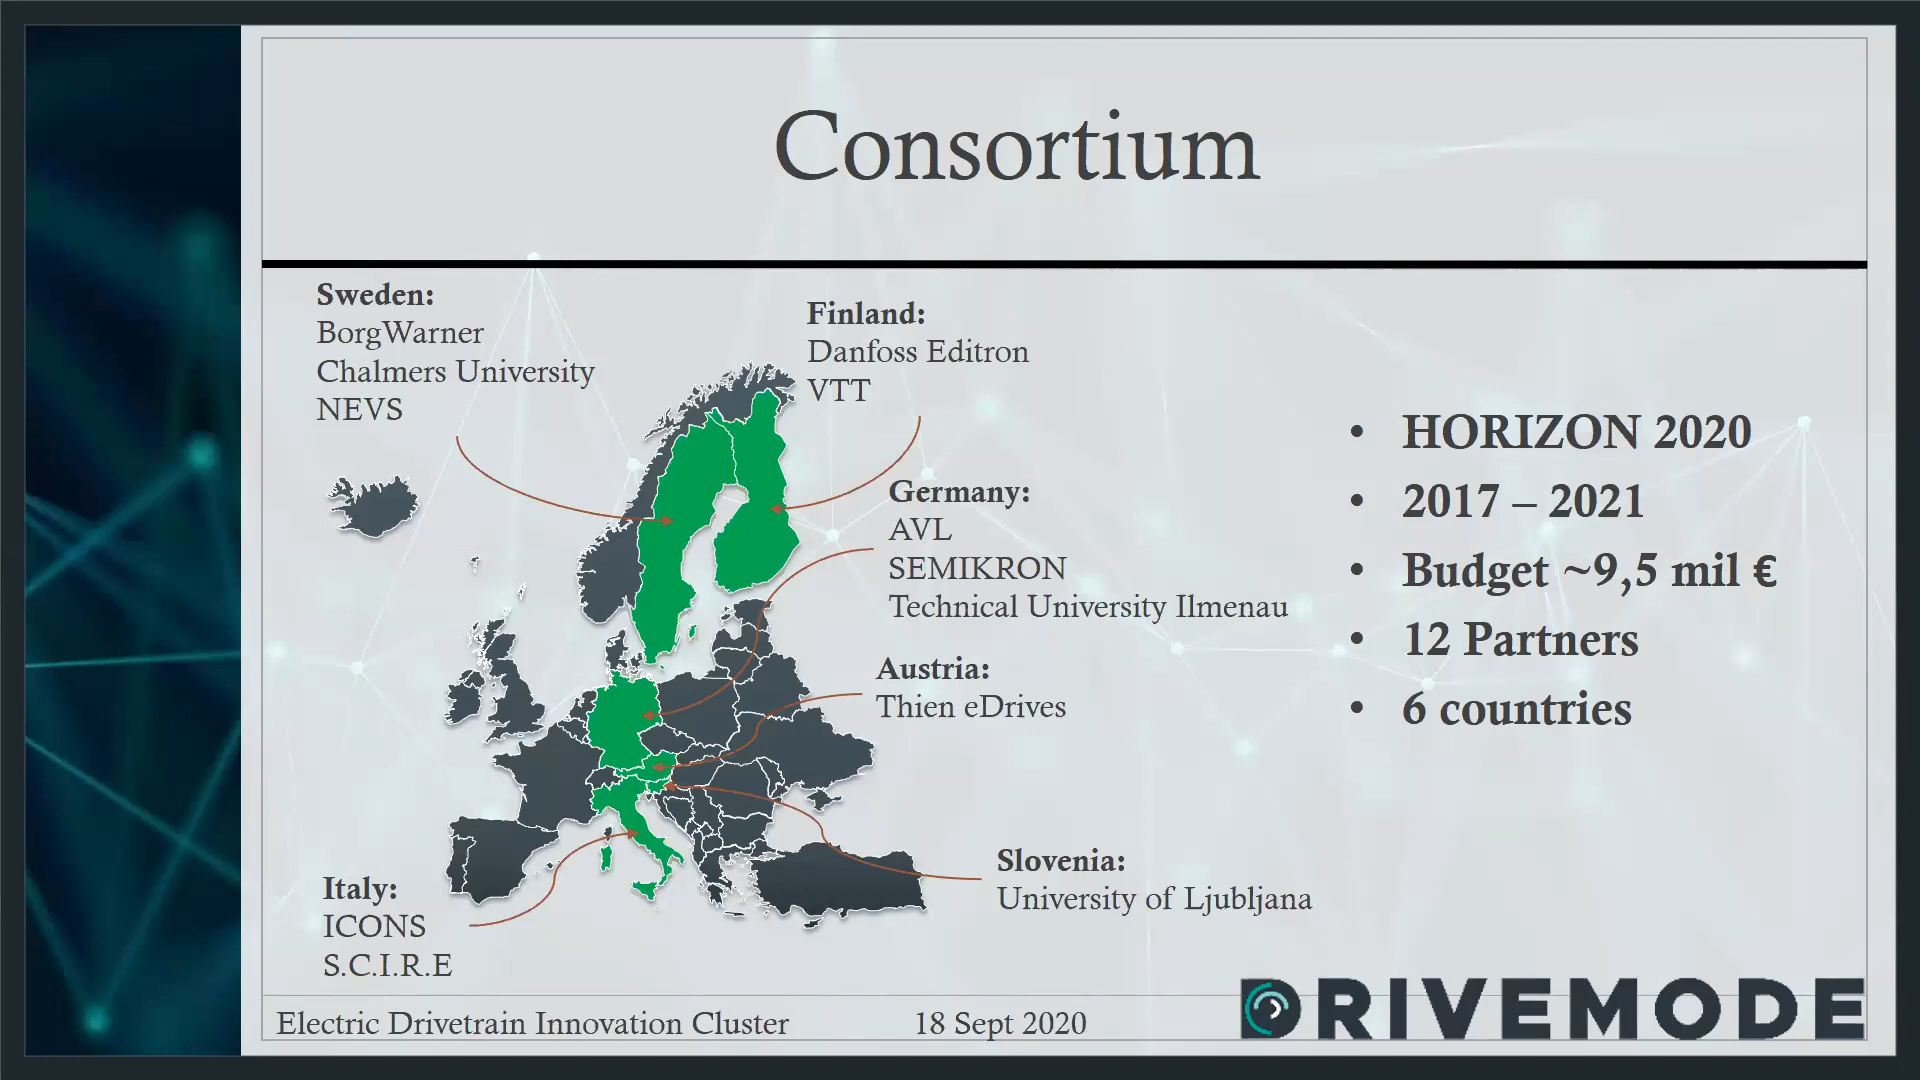 Consortium
Sweden:
BorgWarner
Chalmers University
NEVS
Finland:
Danfoss Editron
VTT
Germany:
AVL
SEMIKRON
Technical University Ilmenau
Austria:
Thien eDrives
Slovenia:
University of Ljubljana
Italy:
ICONS
S.C.I.R.E
• HORIZON 2020
• 2017 – 2021
• Budget ~9,5 mil €
• 12 Partners
• 6 countries
Electric Drivetrain Innovation Cluster
18 Sept 2020
DRIVEMODE